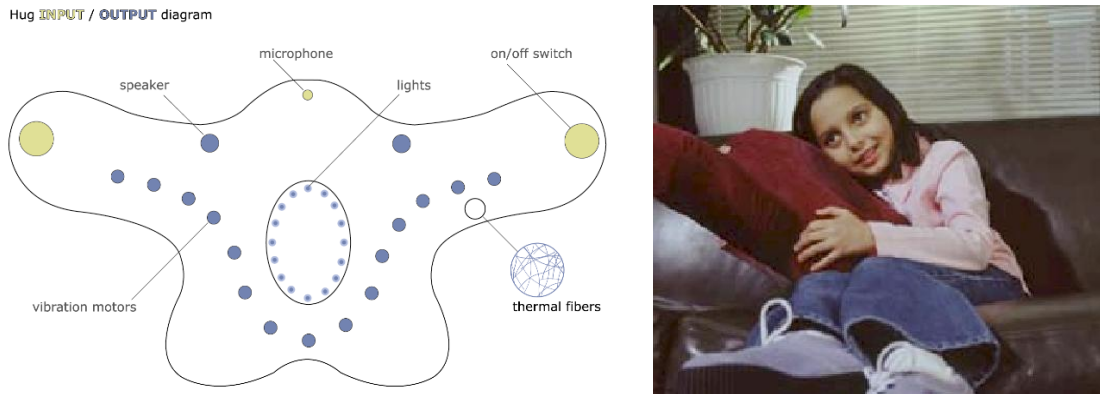 Hug INPUT / OUTPUT diagram
microphone
on/off switch
speaker
lights
vibration motors
thermal fibers